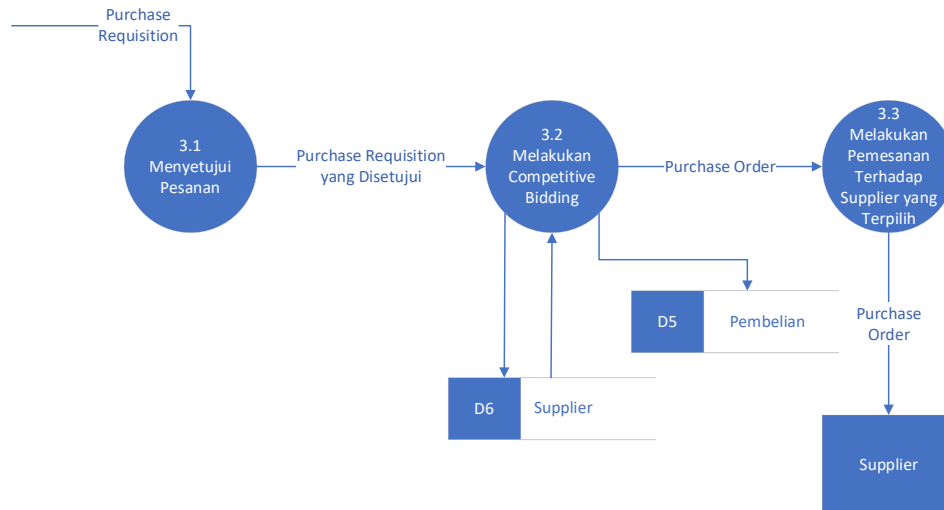 Purchase
Requisition
3.1
Menyetujui
Pesanan
Purchase Requisition
yang Disetujui
3.2
Melakukan
Competitive
Bidding
Purchase Order
3.3
Melakukan
Pemesanan
Terhadap
Supplier yang
Terpilih
D5
Pembelian
Purchase
Order
D6
Supplier
Supplier